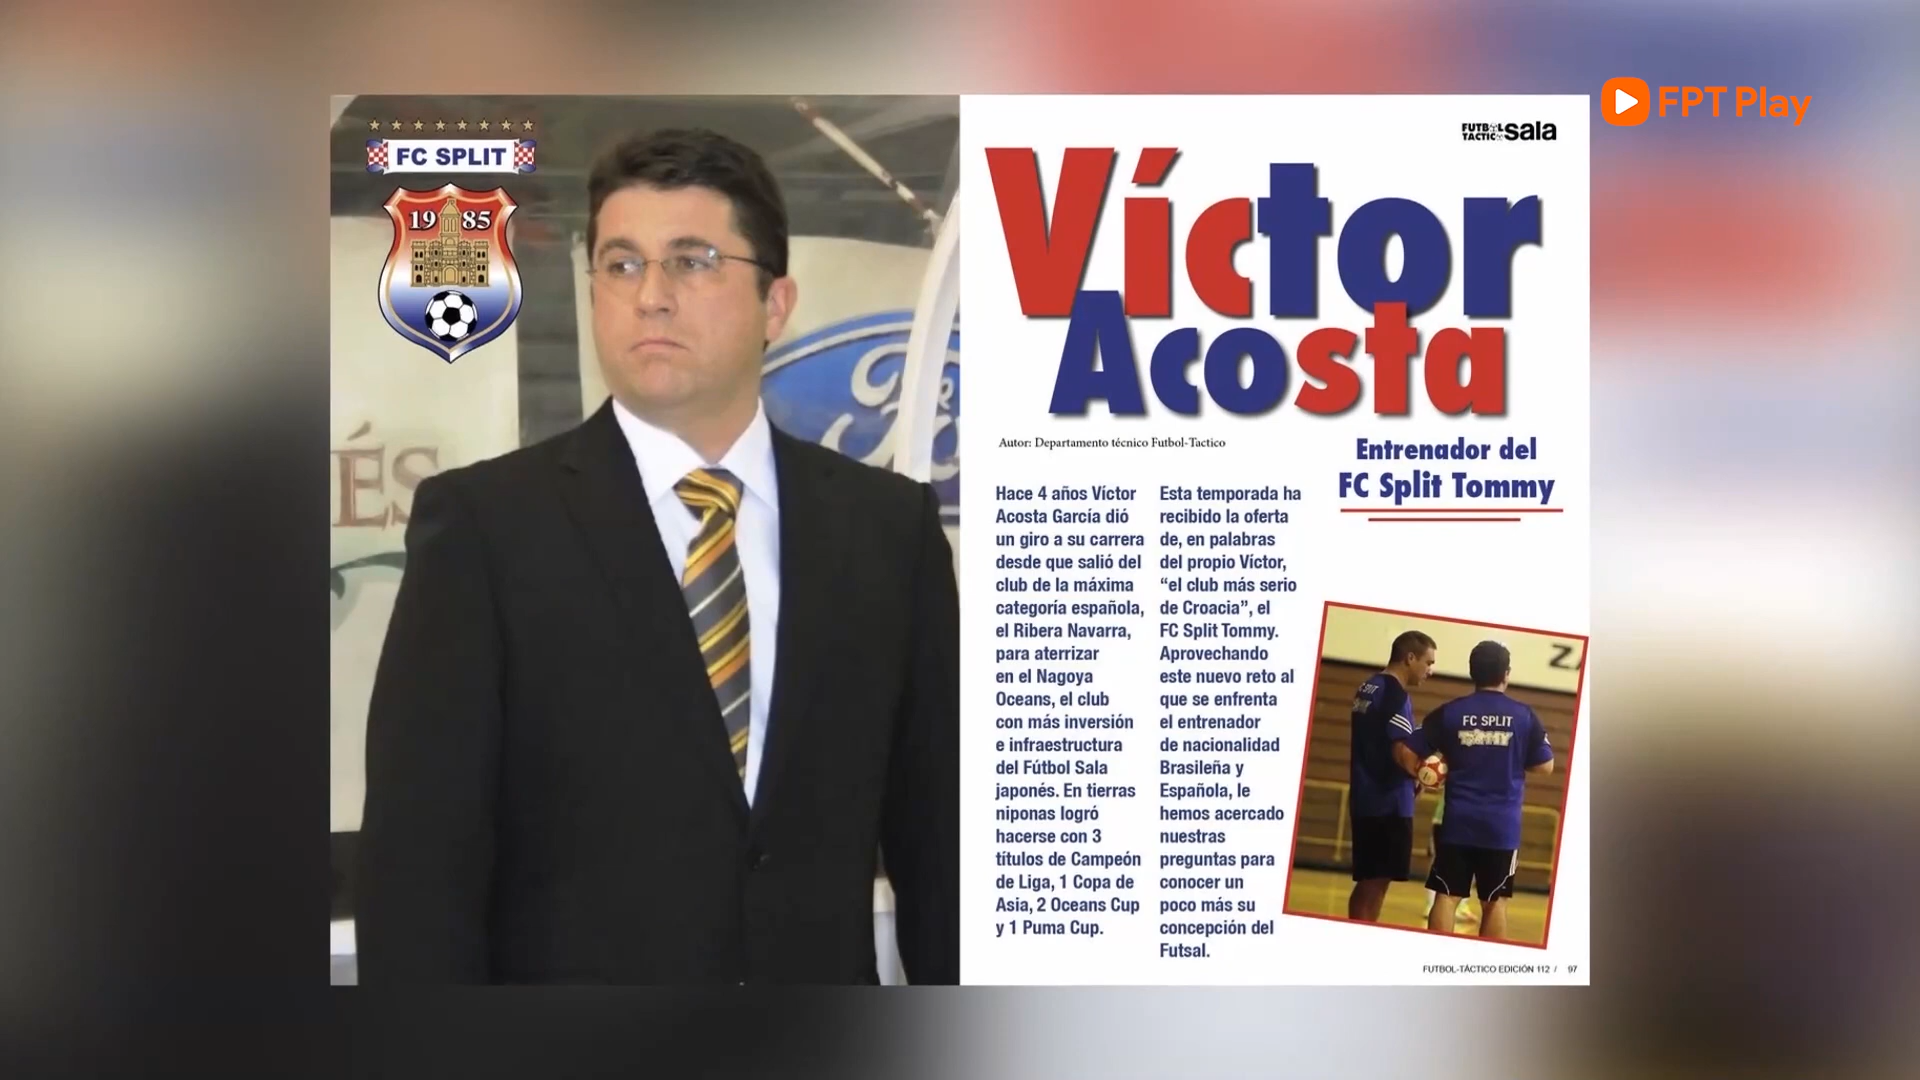 FPT Play
FC SPLIT
1985
ÉS
FUTBOL
TACTICO sala
Víctor
Acosta
Autor: Departamento técnico Futbol-Tactico
Entrenador del
FC Split Tommy
Hace 4 años Víctor
Acosta García dió
un giro a su carrera
desde que salió del
club de la máxima
categoría española,
el Ribera Navarra,
para aterrizar
en el Nagoya
Oceans, el club
con más inversión
e infraestructura
del Fútbol Sala
japonés. En tierras
niponas logró
hacerse con 3
títulos de Campeón
de Liga, 1 Copa de
Asia, 2 Oceans Cup
y 1 Puma Cup.
Esta temporada ha
recibido la oferta
de, en palabras
del propio Víctor,
“el club más serio
de Croacia”, el
FC Split Tommy.
Aprovechando
este nuevo reto al
que se enfrenta
el entrenador
de nacionalidad
Brasileña y
Española, le
hemos acercado
nuestras
preguntas para
conocer un
poco más su
concepción del
Futsal.
FC SPLIT
TOMMY
FUTBOL-TÁCTICO EDICIÓN 112 / 97